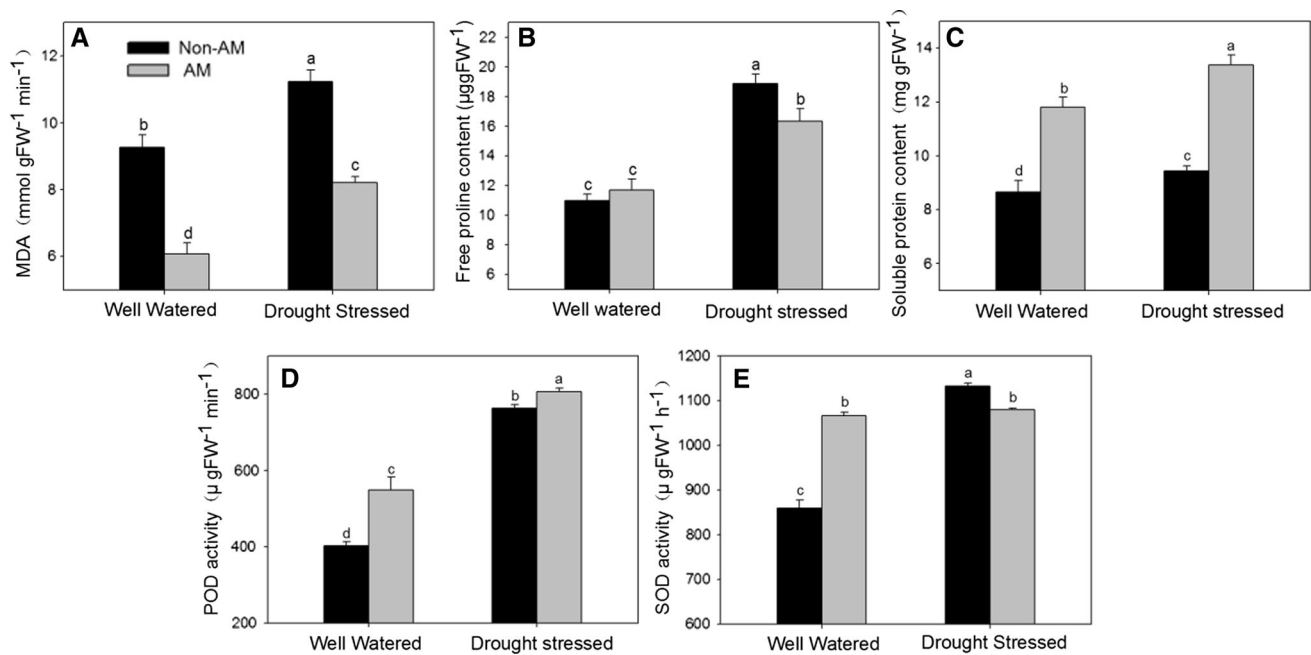 A
Non-AM
AM
MDA (mmol gFW⁻¹ min⁻¹)
12
10
8
6
b
d
a
c
Well Watered
Drought Stressed
B
Free proline content (µggFW⁻¹)
22
20
18
16
14
12
10
8
6
c
c
a
b
Well watered
Drought stressed
C
Soluble protein content (mg gFW⁻¹)
14
12
10
8
6
d
b
c
a
Well Watered
Drought stressed
D
POD activity (µ gFW⁻¹ min⁻¹)
800
600
400
200
d
c
b
a
Well Watered
Drought stressed
E
SOD activity (µ gFW⁻¹ h⁻¹)
1200
1100
1000
900
800
700
600
c
b
a
b
Well Watered
Drought Stressed